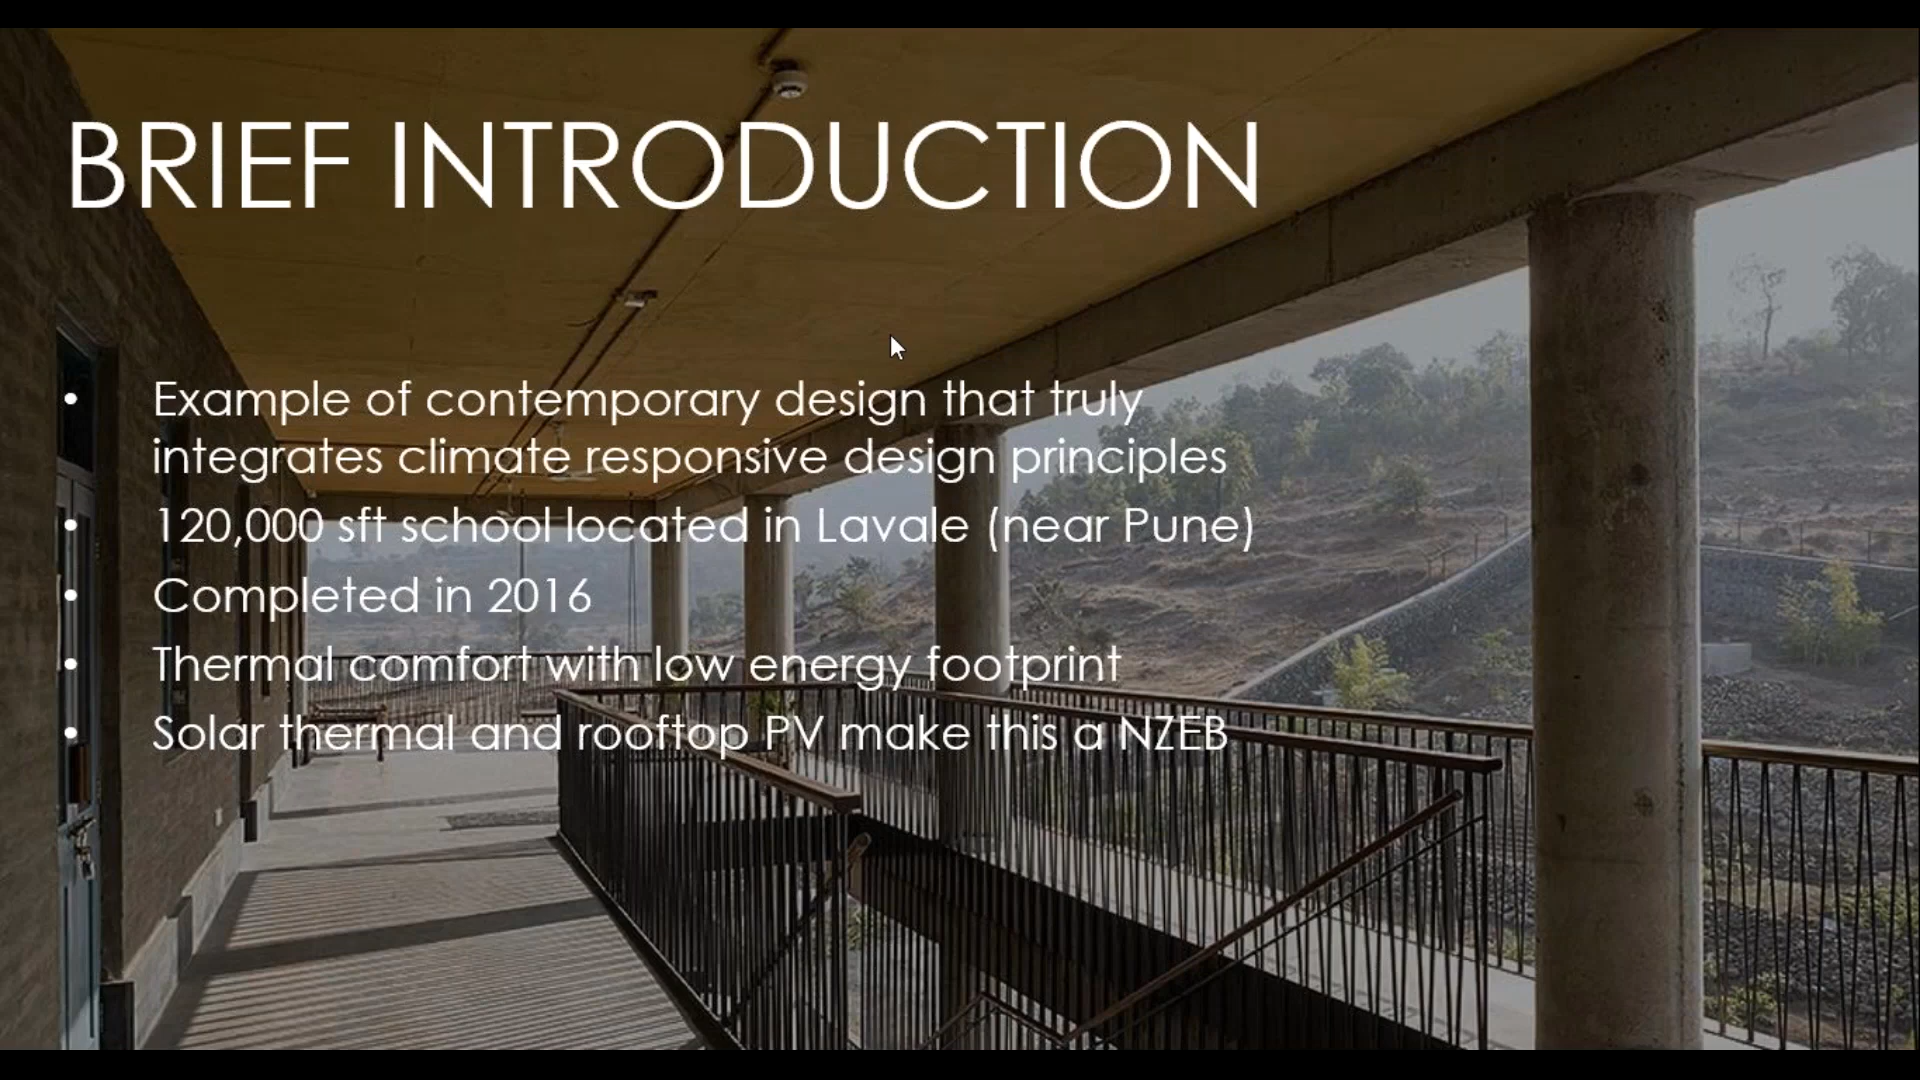 BRIEF INTRODUCTION
• Example of contemporary design that truly
integrates climate responsive design principles
• 120,000 sft school located in Lavale (near Pune)
• Completed in 2016
• Thermal comfort with low energy footprint
• Solar thermal and rooftop PV make this a NZEB